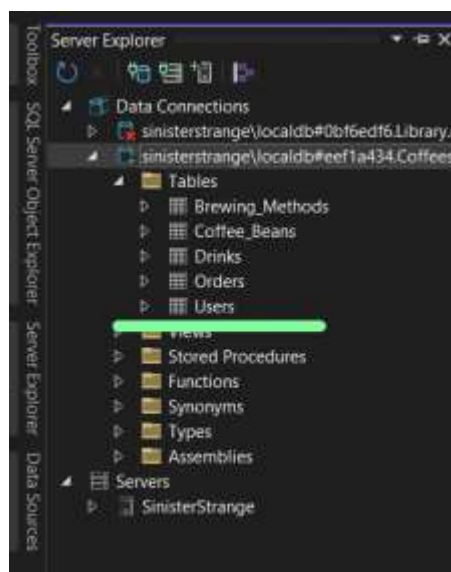 Server Explorer
Data Connections
sinisterstrange\localdb#0bf6edf6.Library.
sinisterstrange\localdb#eef1a434.Coffees
Tables
Brewing_Methods
Coffee_Beans
Drinks
Orders
Users
Views
Stored Procedures
Functions
Synonyms
Types
Assemblies
Servers
SinisterStrange
Toolbox
SQL Server Object Explorer
Server Explorer
Data Sources